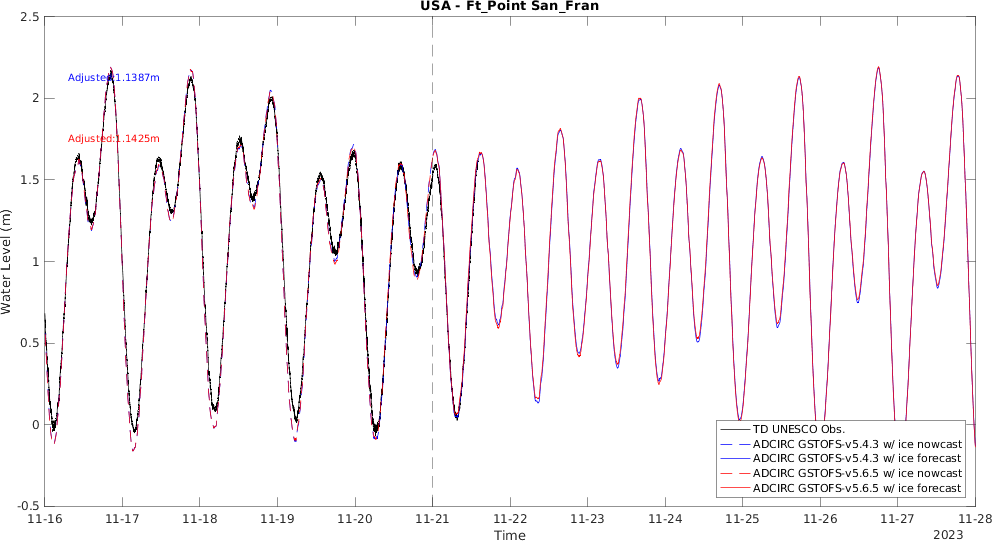 USA - Ft_Point San_Fran
2.5
2
1.5
1
0.5
0
-0.5
Water Level (m)
Adjusted:1.1387m
Adjusted:1.1425m
TD UNESCO Obs.
ADCIRC GSTOFS-v5.4.3 w/ ice nowcast
ADCIRC GSTOFS-v5.4.3 w/ ice forecast
ADCIRC GSTOFS-v5.6.5 w/ ice nowcast
ADCIRC GSTOFS-v5.6.5 w/ ice forecast
11-16 11-17 11-18 11-19 11-20 11-21 11-22 11-23 11-24 11-25 11-26 11-27 11-28
Time
2023